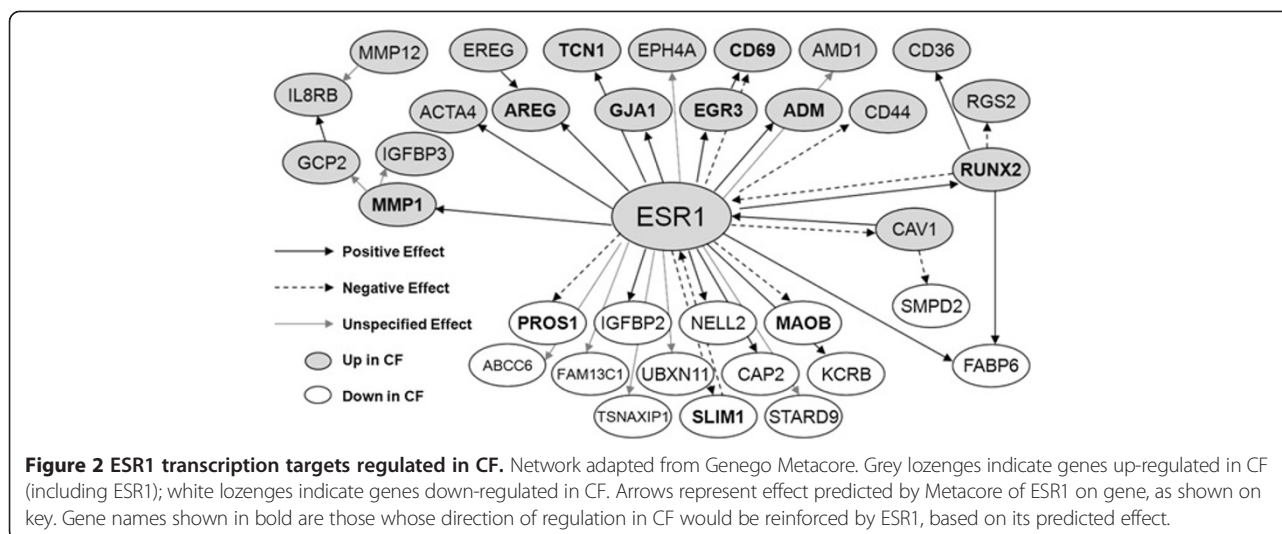 MMP12
EREG
TCN1
EPH4A
CD69
AMD1
CD36
IL8RB
ACTA4
AREG
GJA1
EGR3
ADM
CD44
RGS2
GCP2
IGFBP3
RUNX2
MMP1
ESR1
CAV1
Positive Effect
Negative Effect
Unspecified Effect
Up in CF
Down in CF
SMPD2
PROS1
IGFBP2
NELL2
MAOB
ABCC6
FAM13C1
UBXN11
CAP2
KCRB
FABP6
TSNAXIP1
SLIM1
STARD9
Figure 2 ESR1 transcription targets regulated in CF. Network adapted from Genego Metacore. Grey lozenges indicate genes up-regulated in CF
(including ESR1); white lozenges indicate genes down-regulated in CF. Arrows represent effect predicted by Metacore of ESR1 on gene, as shown on
key. Gene names shown in bold are those whose direction of regulation in CF would be reinforced by ESR1, based on its predicted effect.